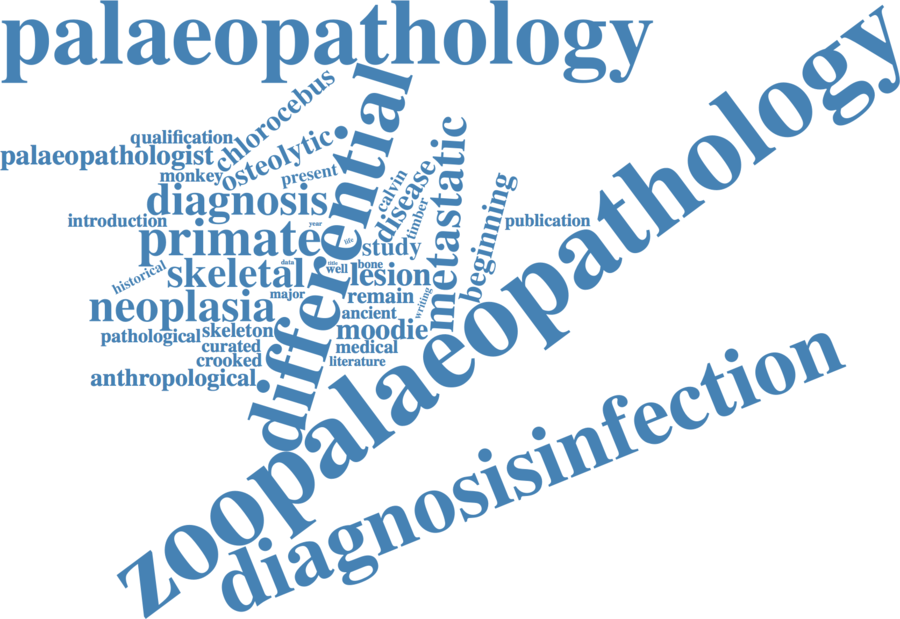 palaeopathology
zoopalaeopathology
differential
diagnosisinfection
chlorocebus
qualification
osteolytic
palaeopathologist
monkey
present
diagnosis
calvin
disease
metastatic
timber
beginning
introduction
publication
year
primate
life
study
data
title
well
bone
historical
skeletal
lesion
major
remain
writing
neoplasia
ancient
pathological
skeleton
moodie
curated
medical
crooked
literature
anthropological